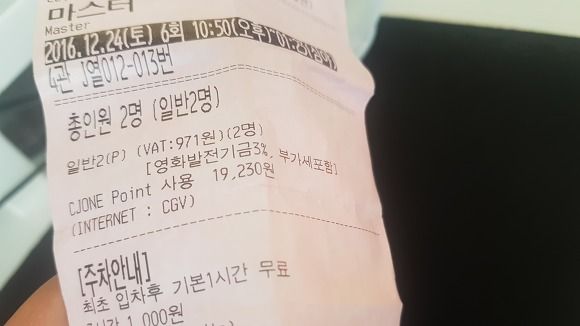 마스터
Master
2016.12.24(토) 6회 10:50(오후)
4관 J열012-013번
총인원 2명 (일반2명)
일반2(P) (VAT:971원)(2명)
[영화발전기금3%, 부가세포함]
CJONE Point 사용 19,230원
(INTERNET : CGV)
[주차안내]
최초 입차후 기본1시간 무료
1,000원